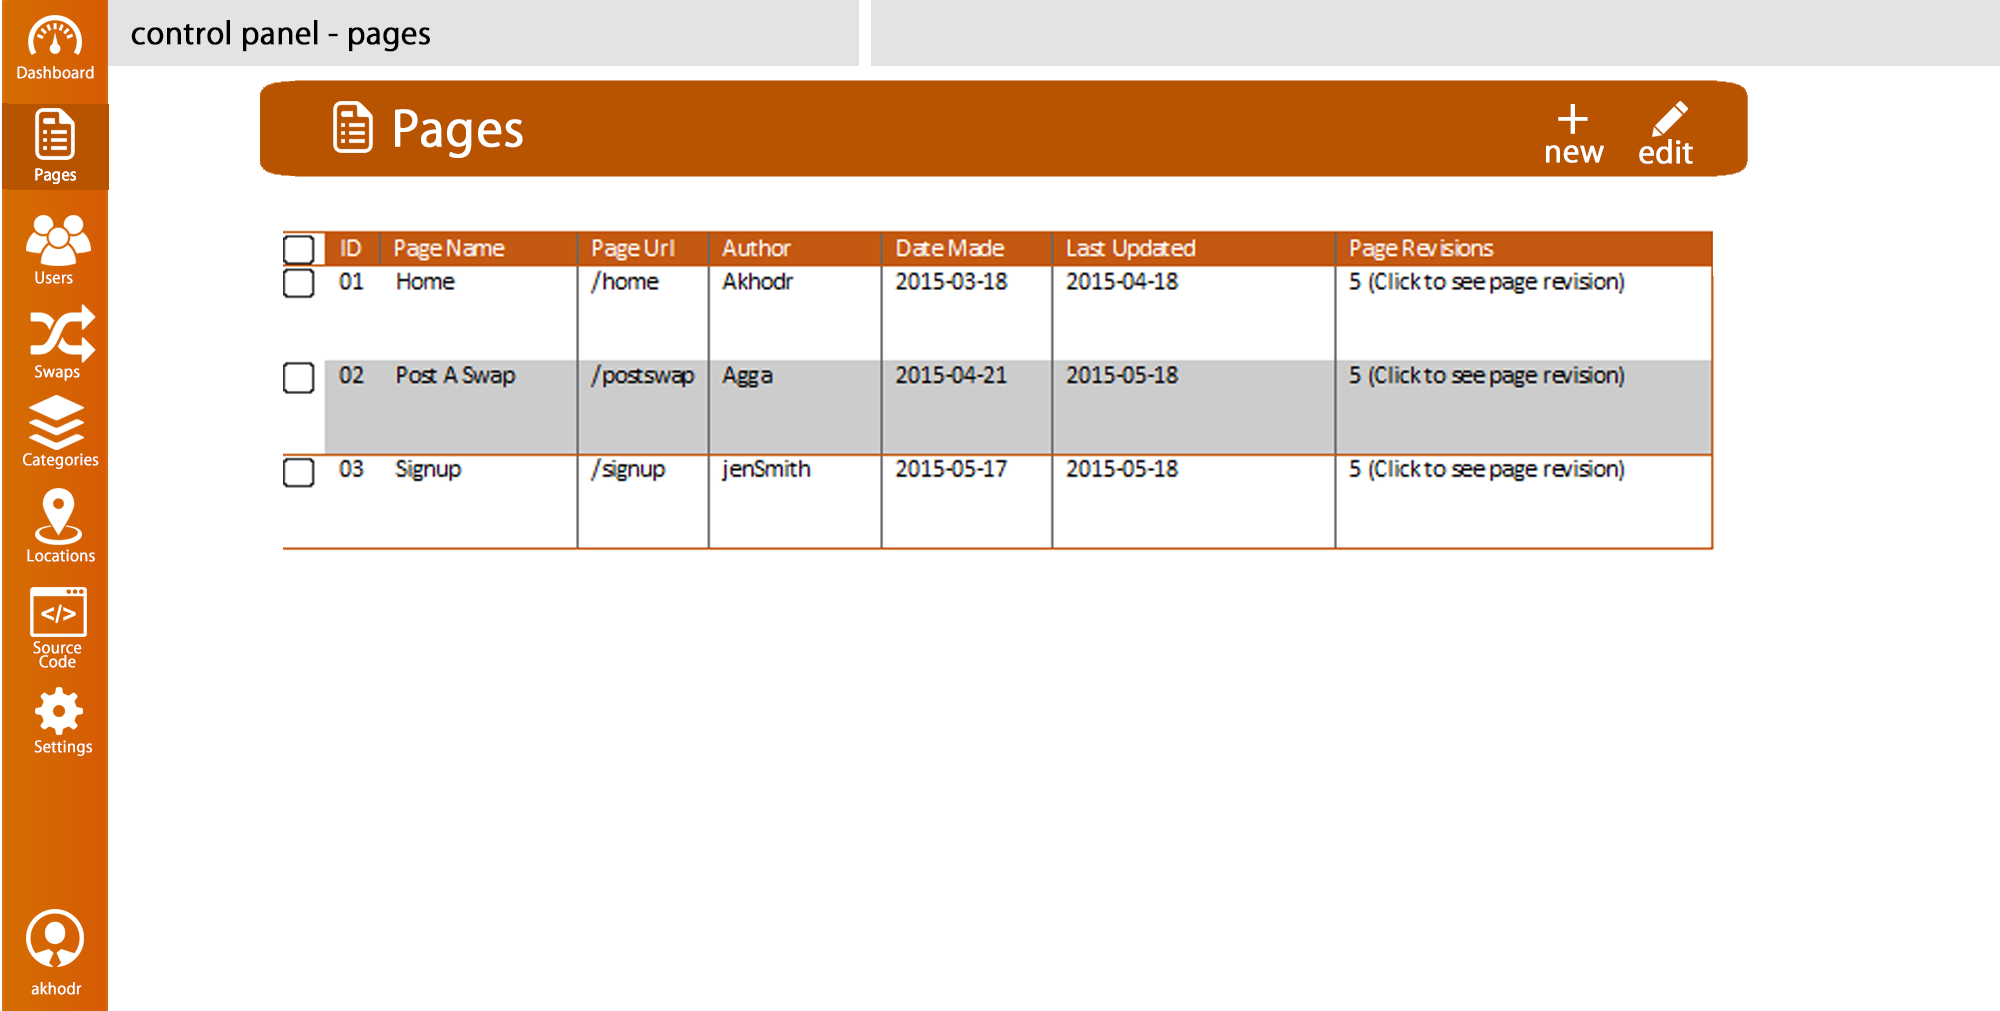 control panel - pages
Dashboard
Pages
Users
Swaps
Categories
Locations
</>
Source
Code
Settings
akhodr
Pages
new edit
ID Page Name Page Url Author Date Made Last Updated Page Revisions
01 Home /home Akhodr 2015-03-18 2015-04-18 5 (Click to see page revision)
02 Post A Swap /postswap Agga 2015-04-21 2015-05-18 5 (Click to see page revision)
03 Signup /signup jenSmith 2015-05-17 2015-05-18 5 (Click to see page revision)